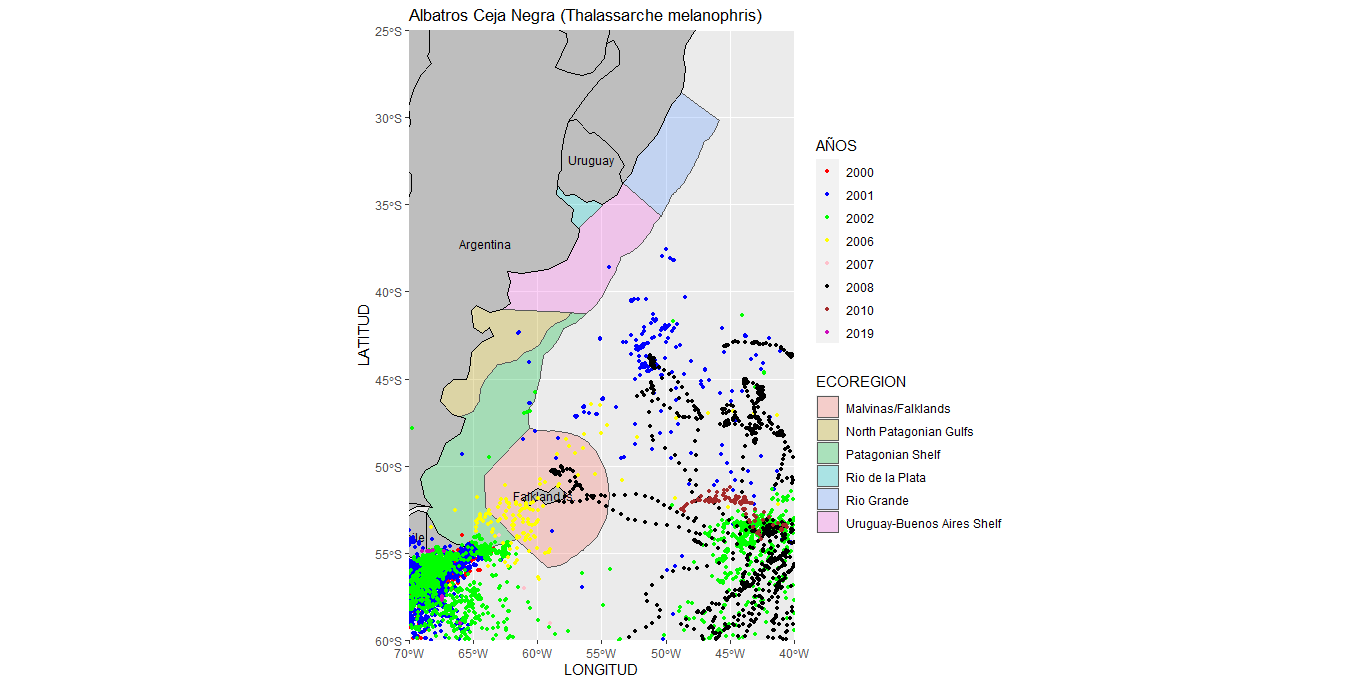 Albatros Ceja Negra (Thalassarche melanophris)
25°S
30°S
35°S
40°S
45°S
50°S
55°S
60°S
LATITUD
Uruguay
Argentina
70°W
65°W
60°W
55°W
50°W
45°W
40°W
LONGITUD
AÑOS
2000
2001
2002
2006
2007
2008
2010
2019
ECOREGION
Malvinas/Falklands
North Patagonian Gulfs
Patagonian Shelf
Rio de la Plata
Rio Grande
Uruguay-Buenos Aires Shelf